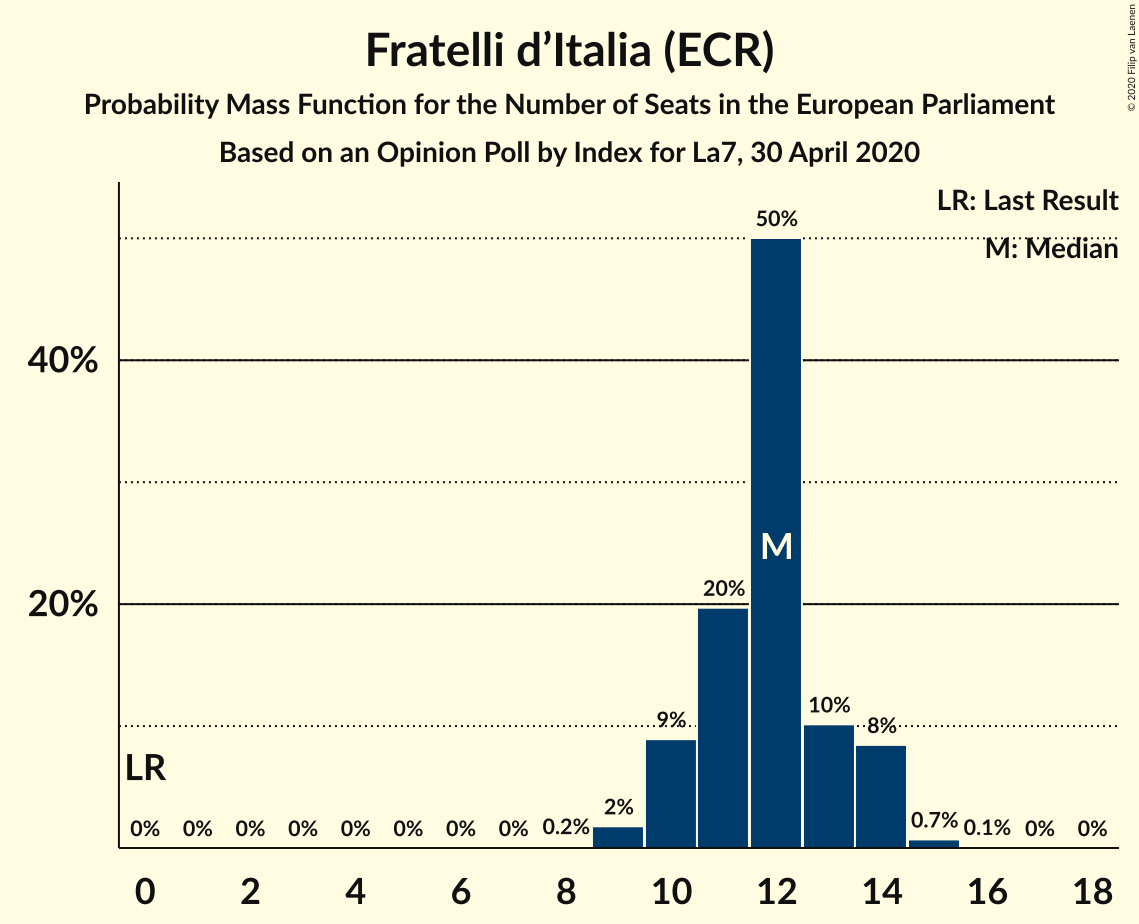 Fratelli d’Italia (ECR)
Probability Mass Function for the Number of Seats in the European Parliament
Based on an Opinion Poll by Index for La7, 30 April 2020
© 2020 Filip van Laenen
LR: Last Result
M: Median
50%
40%
M
20%
20%
9%
10%
8%
LR
0% 0% 0% 0% 0% 0% 0% 0% 0.2% 2% 0.7% 0.1% 0% 0%
0 2 4 6 8 10 12 14 16 18